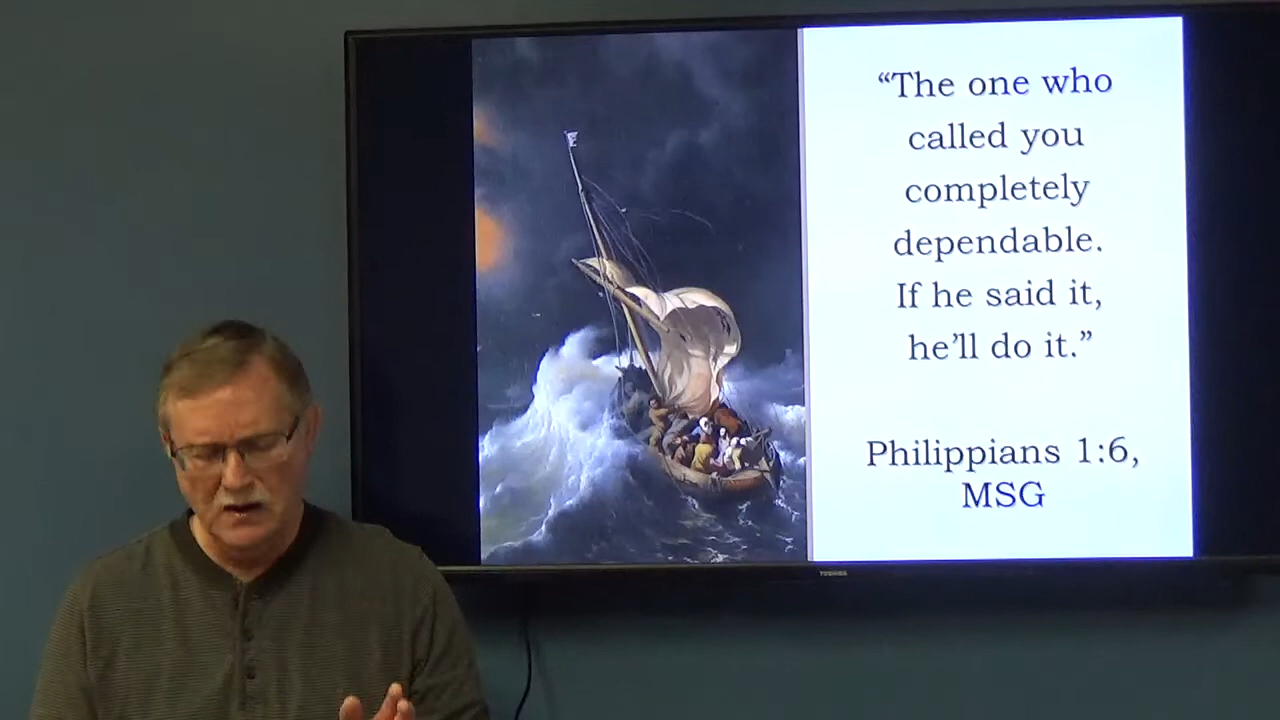 “The one who
called you
completely
dependable.
If he said it,
he’ll do it.”
Philippians 1:6,
MSG
TOSHIBA